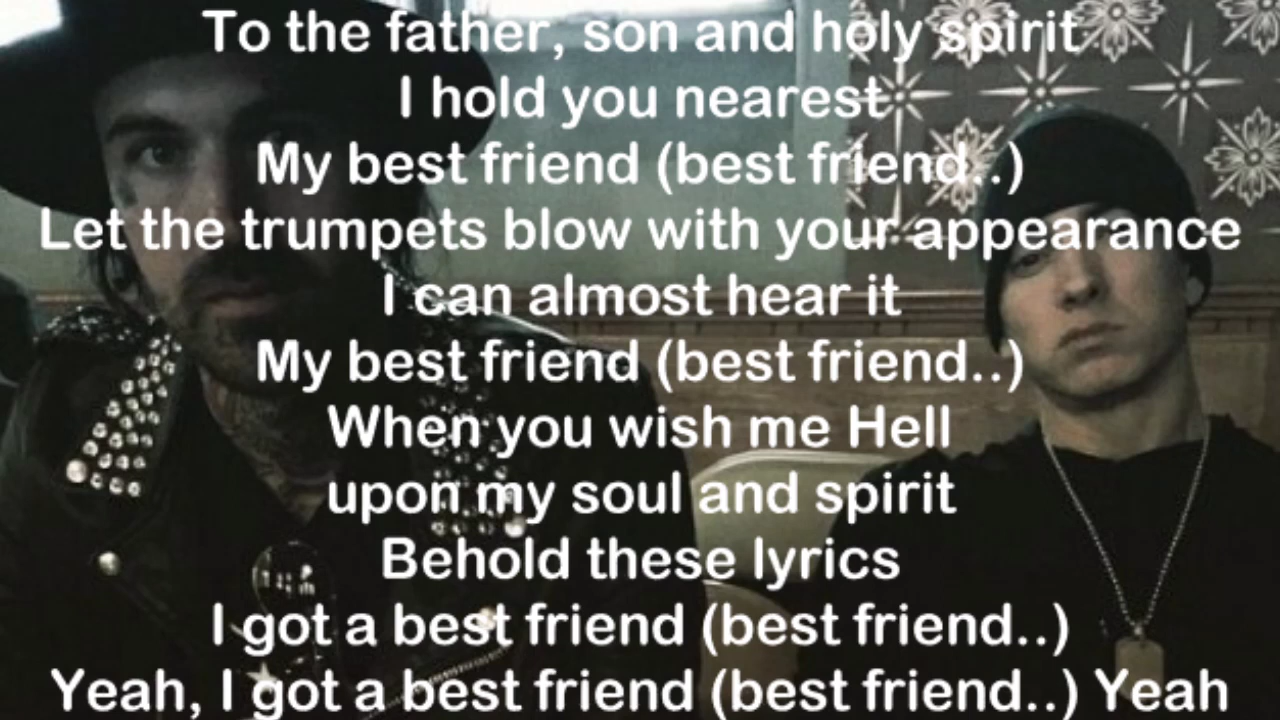 To the father, son and holy spirit
I hold you nearest
My best friend (best friend..)
Let the trumpets blow with your appearance
I can almost hear it
My best friend (best friend..)
When you wish me Hell
upon my soul and spirit
Behold these lyrics
I got a best friend (best friend..)
Yeah, I got a best friend (best friend..) Yeah